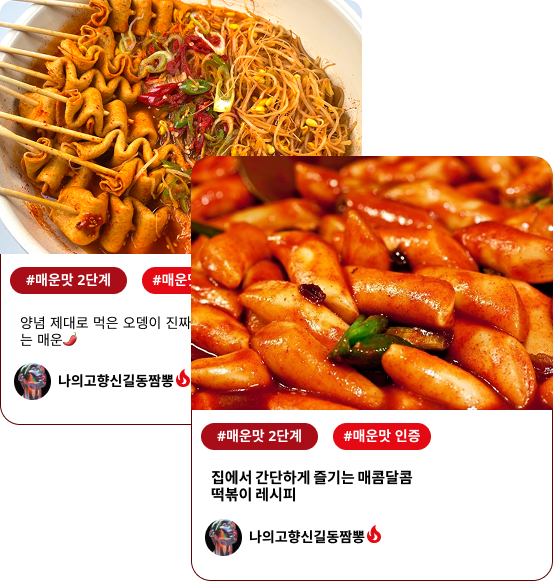 #매운맛 2단계
#매운
양념 제대로 먹은 오뎅이 진짜
는 매운🌶️
나의고향신길동짬뽕
#매운맛 2단계
#매운맛 인증
집에서 간단하게 즐기는 매콤달콤
떡볶이 레시피
나의고향신길동짬뽕